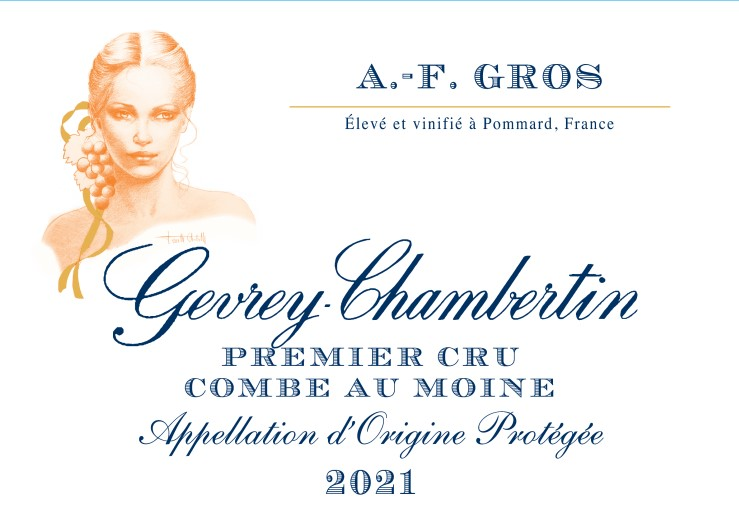 A.-F. GROS
Élevé et vinifié à Pommard, France
Gevrey-Chambertin
PREMIER CRU
COMBE AU MOINE
Appellation d'Origine Protégée
2021